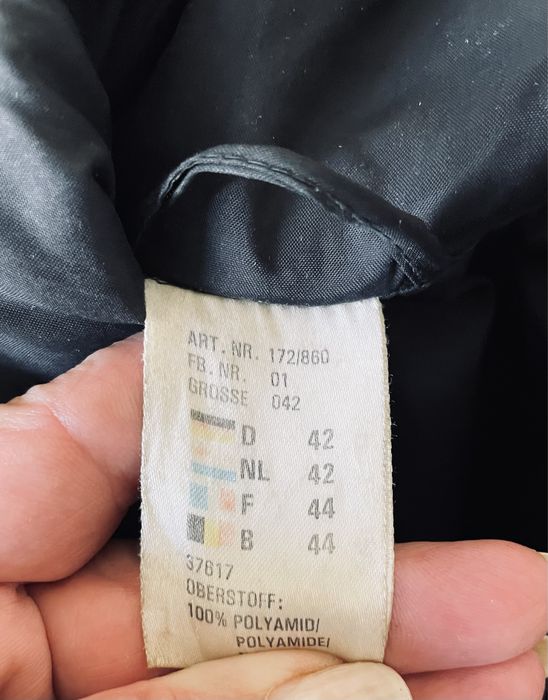 ART. NR. 172/860
FB. NR. 01
GROSSE 042
D 42
NL 42
F 44
B 44
37617
OBERSTOFF:
100% POLYAMID/
POLYAMIDE/